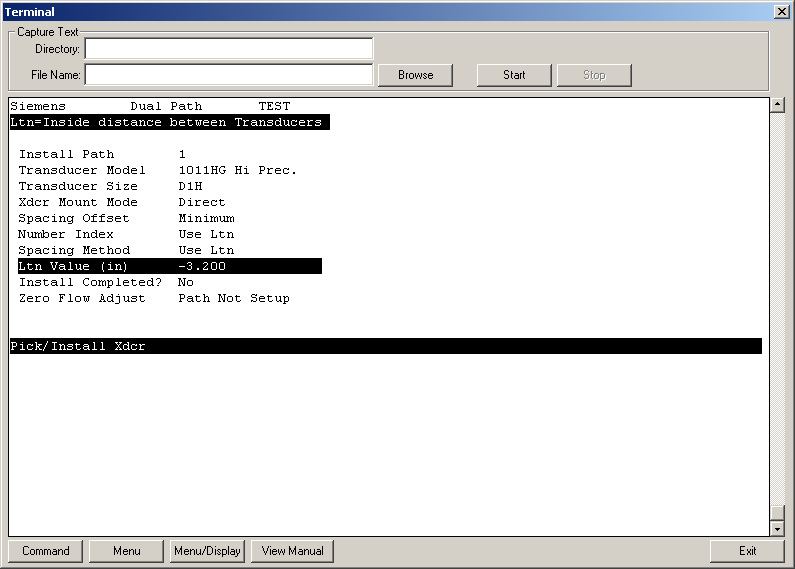 Terminal
Capture Text
Directory:
File Name: Browse Start Stop
Siemens Dual Path TEST
Ltn=Inside distance between Transducers
Install Path 1
Transducer Model 1011HG Hi Prec.
Transducer Size D1H
Xdcr Mount Mode Direct
Spacing Offset Minimum
Number Index Use Ltn
Spacing Method Use Ltn
Ltn Value (in) -3.200
Install Completed? No
Zero Flow Adjust Path Not Setup
Pick/Install Xdcr
Command Menu Menu/Display View Manual Exit